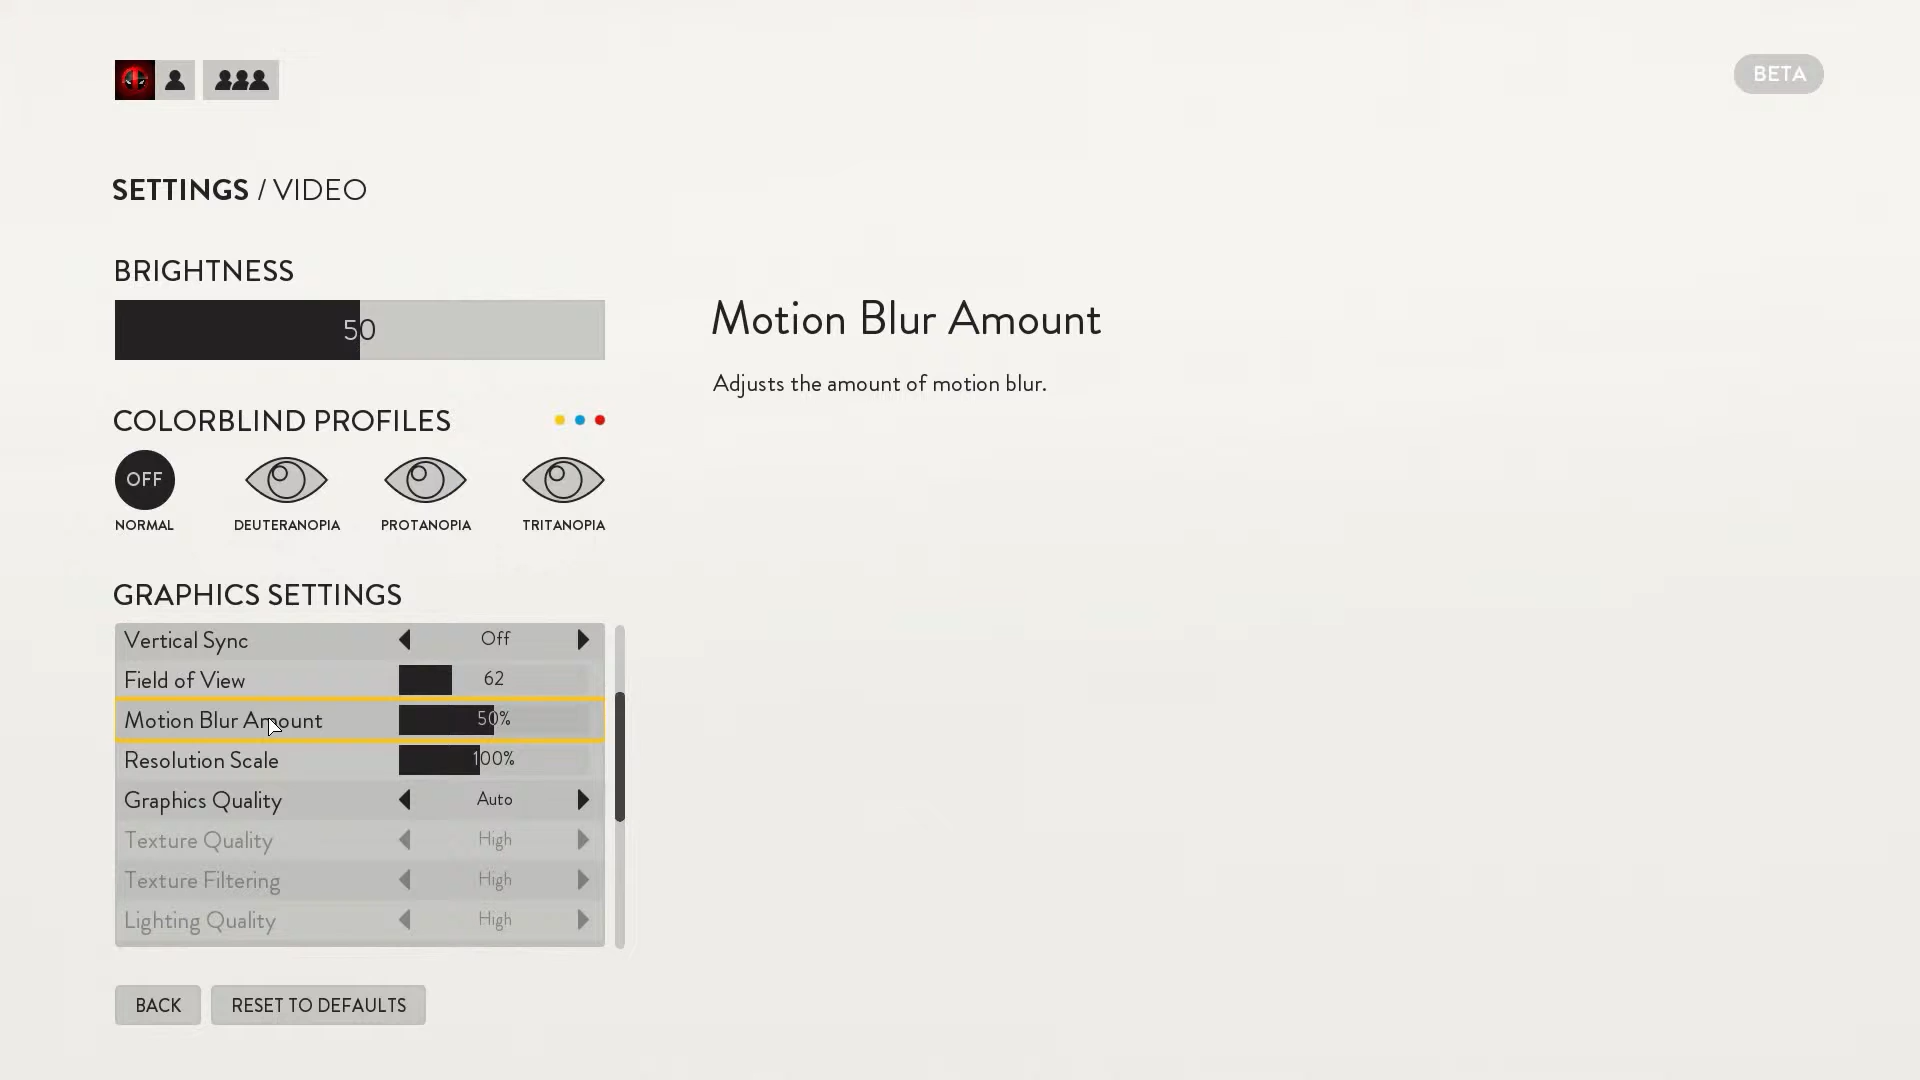 BETA
SETTINGS / VIDEO
BRIGHTNESS
50
Motion Blur Amount
Adjusts the amount of motion blur.
COLORBLIND PROFILES
OFF
NORMAL DEUTERANOPIA PROTANOPIA TRITANOPIA
GRAPHICS SETTINGS
Vertical Sync Off
Field of View 62
Motion Blur Amount 50%
Resolution Scale 100%
Graphics Quality Auto
Texture Quality High
Texture Filtering High
Lighting Quality High
BACK RESET TO DEFAULTS